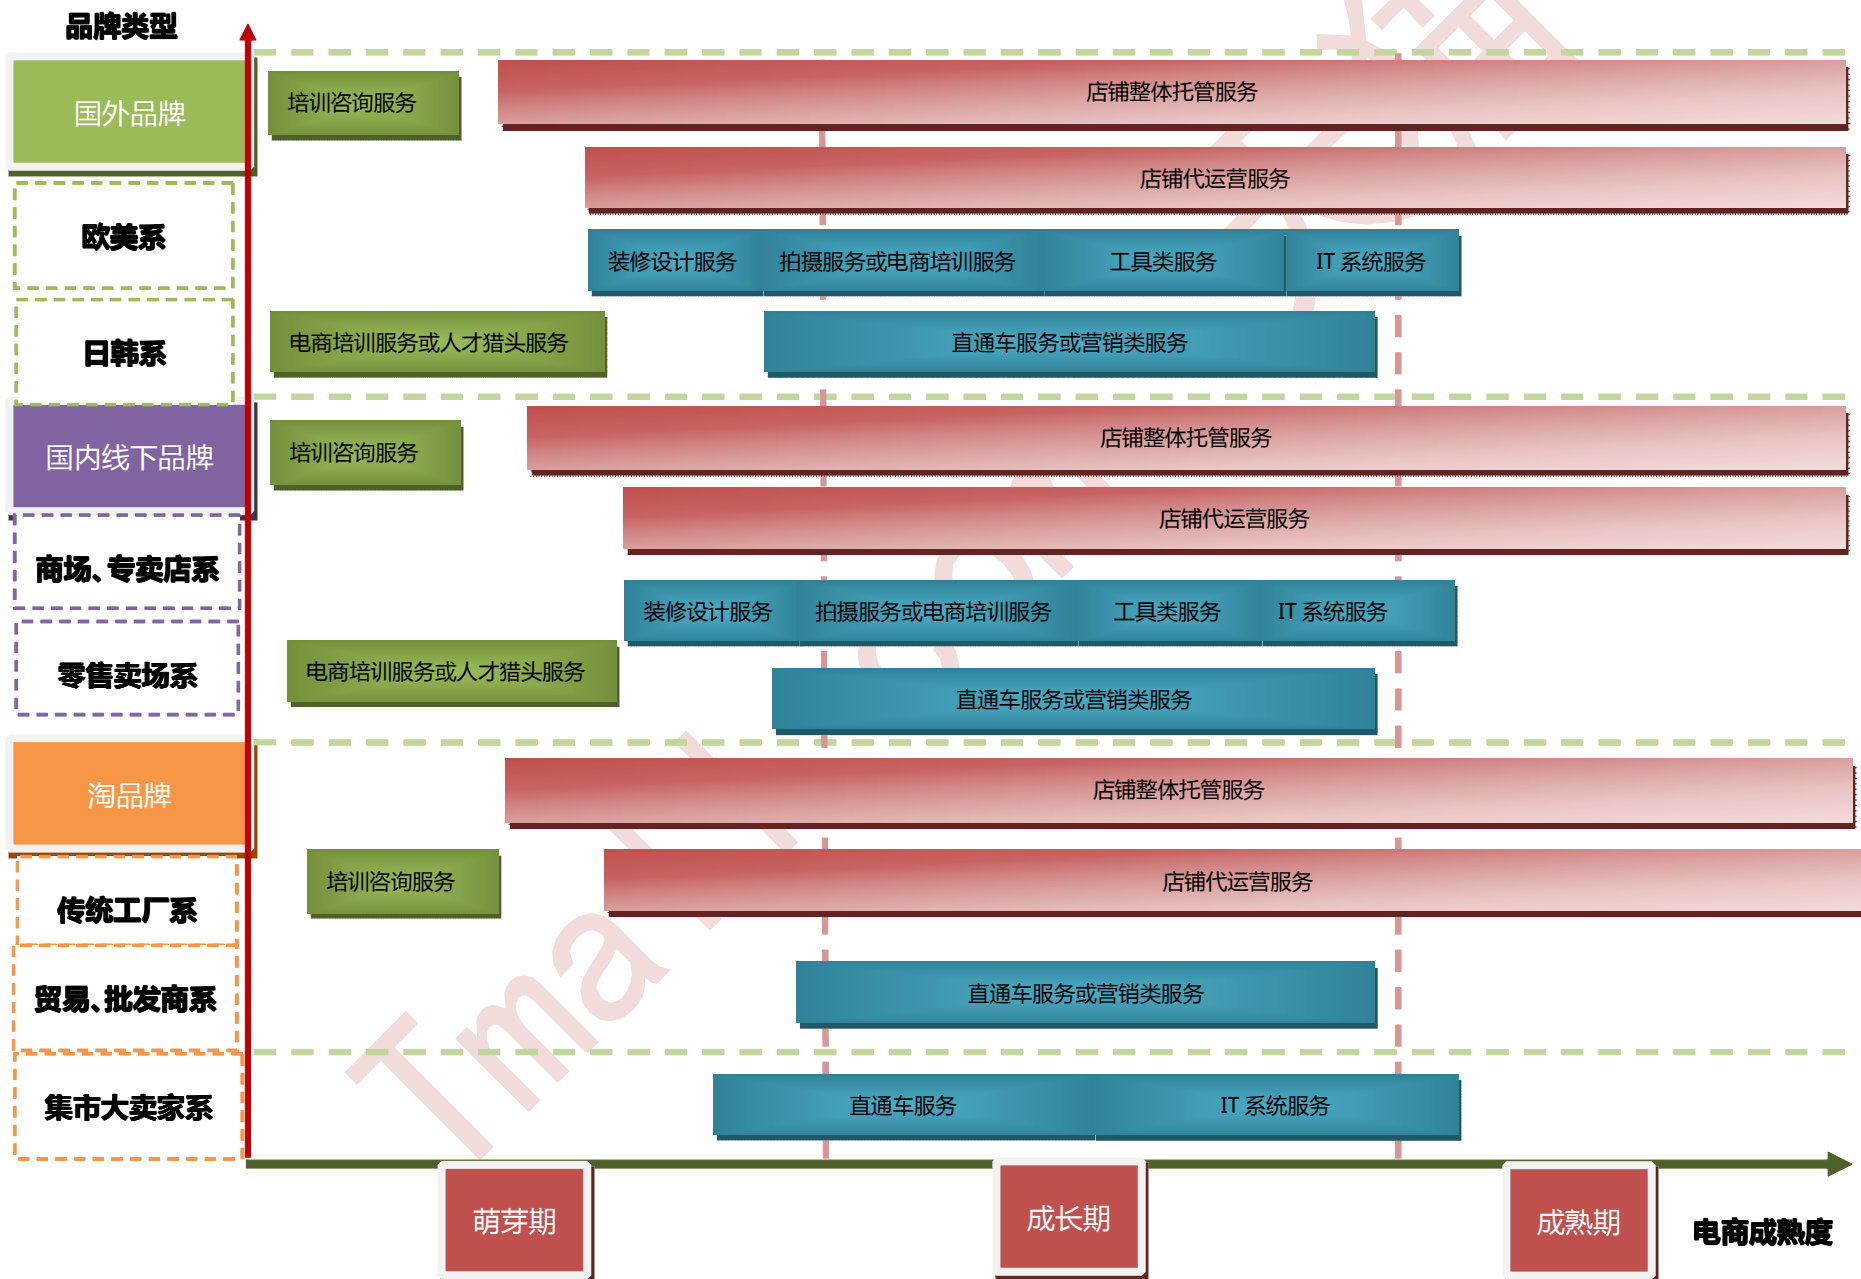 品牌类型
国外品牌
培训咨询服务
店铺整体托管服务
店铺代运营服务
欧美系
装修设计服务
拍摄服务或电商培训服务
工具类服务
IT 系统服务
日韩系
电商培训服务或人才猎头服务
直通车服务或营销类服务
国内线下品牌
培训咨询服务
店铺整体托管服务
店铺代运营服务
商场、专卖店系
装修设计服务
拍摄服务或电商培训服务
工具类服务
IT 系统服务
零售卖场系
电商培训服务或人才猎头服务
直通车服务或营销类服务
淘品牌
店铺整体托管服务
传统工厂系
培训咨询服务
店铺代运营服务
贸易、批发商系
直通车服务或营销类服务
集市大卖家系
直通车服务
IT 系统服务
萌芽期
成长期
成熟期
电商成熟度